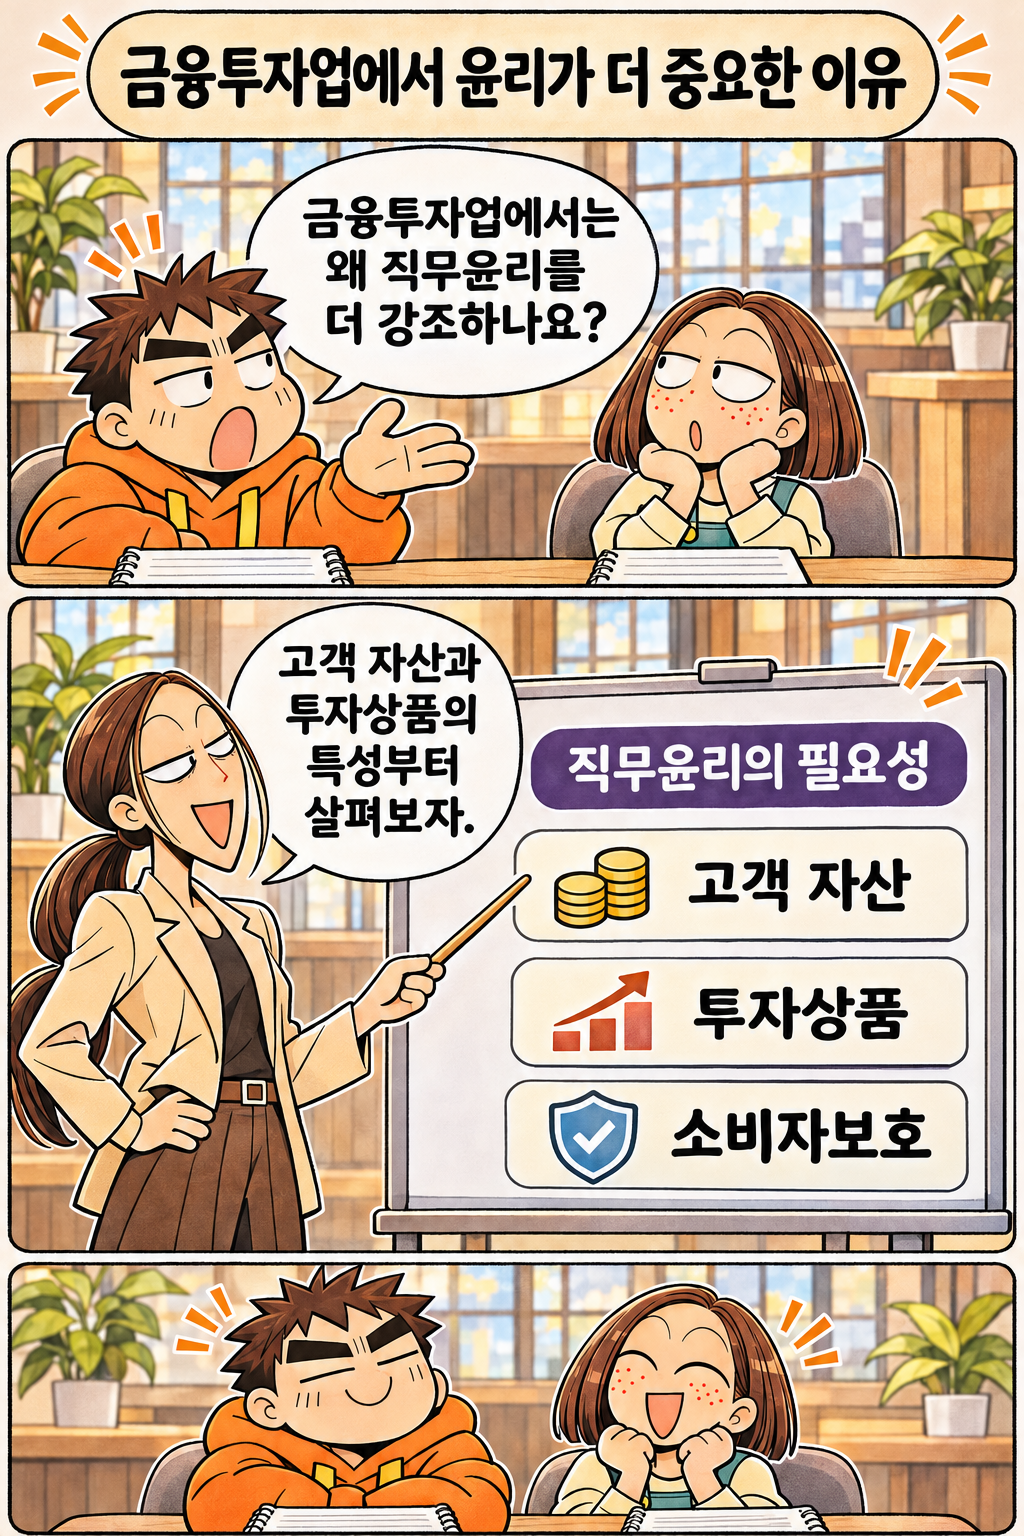 금융투자업에서 윤리가 더 중요한 이유
금융투자업에서는
왜 직무윤리를
더 강조하나요?
고객 자산과
투자상품의
특성부터
살펴보자.
직무윤리의 필요성
고객 자산
투자상품
소비자보호